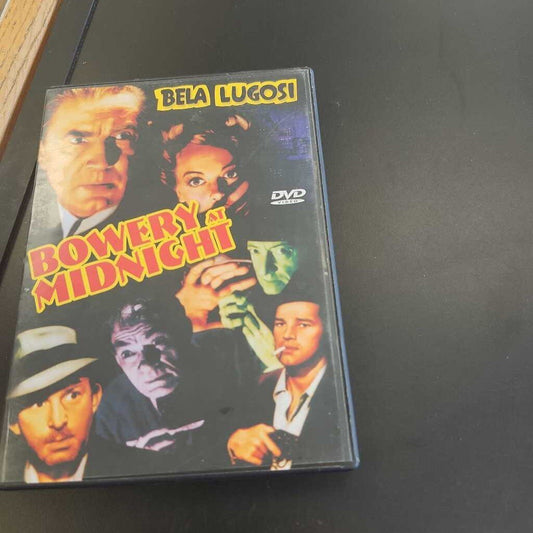 BELA LUGOSI
DVD
VIDEO
BOWERY AT
MIDNIGHT